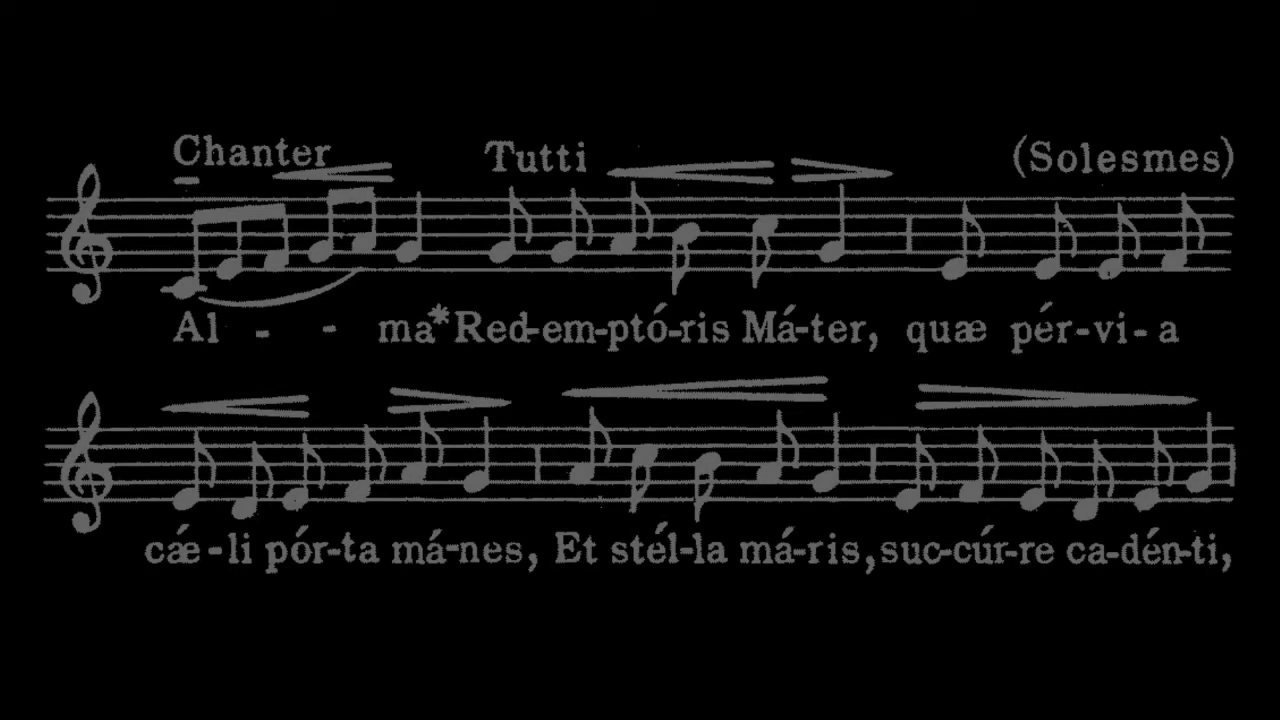 Chanter Tutti (Solesmes)
Al - - ma* Red-em-ptó-ris Má-ter, quæ pér-vi-a
cǽ-li pór-ta má-nes, Et stél-la má-ris, suc-cúr-re ca-dén-ti,